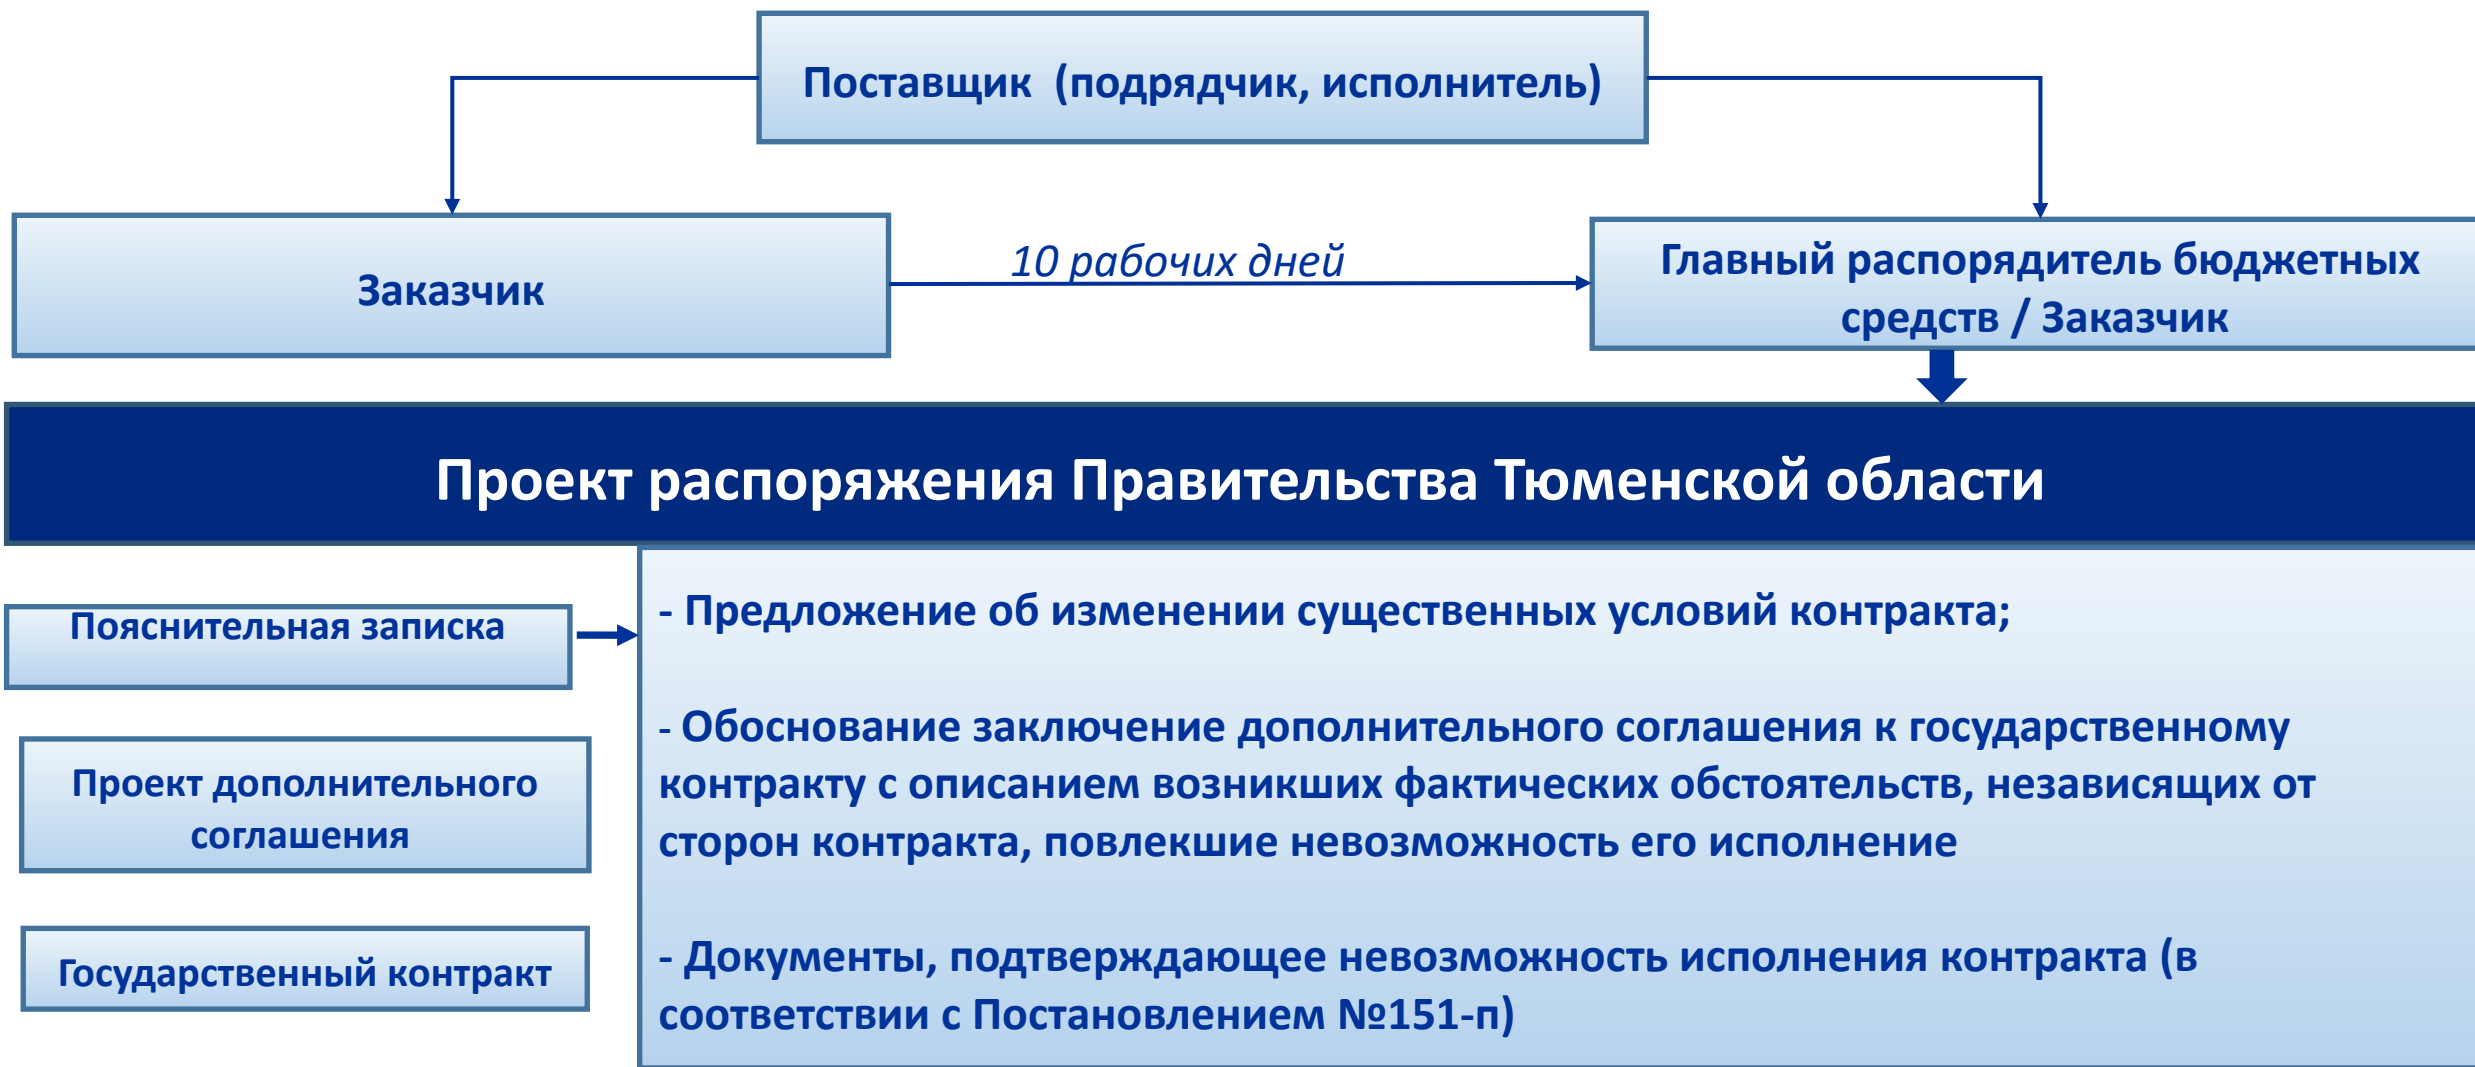 Поставщик (подрядчик, исполнитель)
Заказчик
10 рабочих дней
Главный распорядитель бюджетных
средств / Заказчик
Проект распоряжения Правительства Тюменской области
Пояснительная записка
Проект дополнительного
соглашения
Государственный контракт
- Предложение об изменении существенных условий контракта;
- Обоснование заключение дополнительного соглашения к государственному
контракту с описанием возникших фактических обстоятельств, независящих от
сторон контракта, повлекшие невозможность его исполнение
- Документы, подтверждающее невозможность исполнения контракта (в
соответствии с Постановлением №151-п)